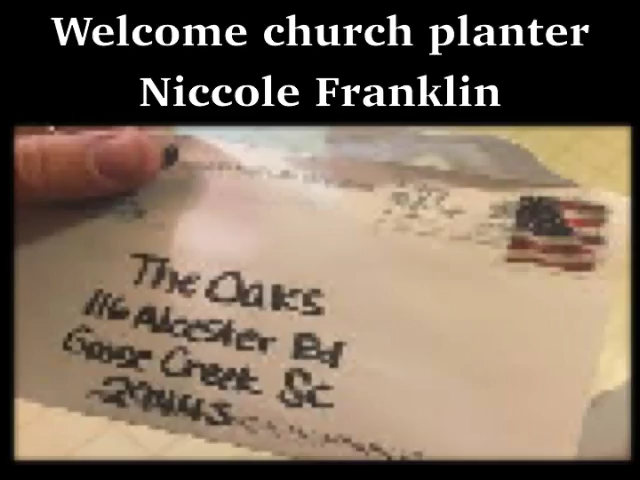 Welcome church planter
Niccole Franklin
The Oaks
116 Alcester Rd
Goose Creek SC
29445